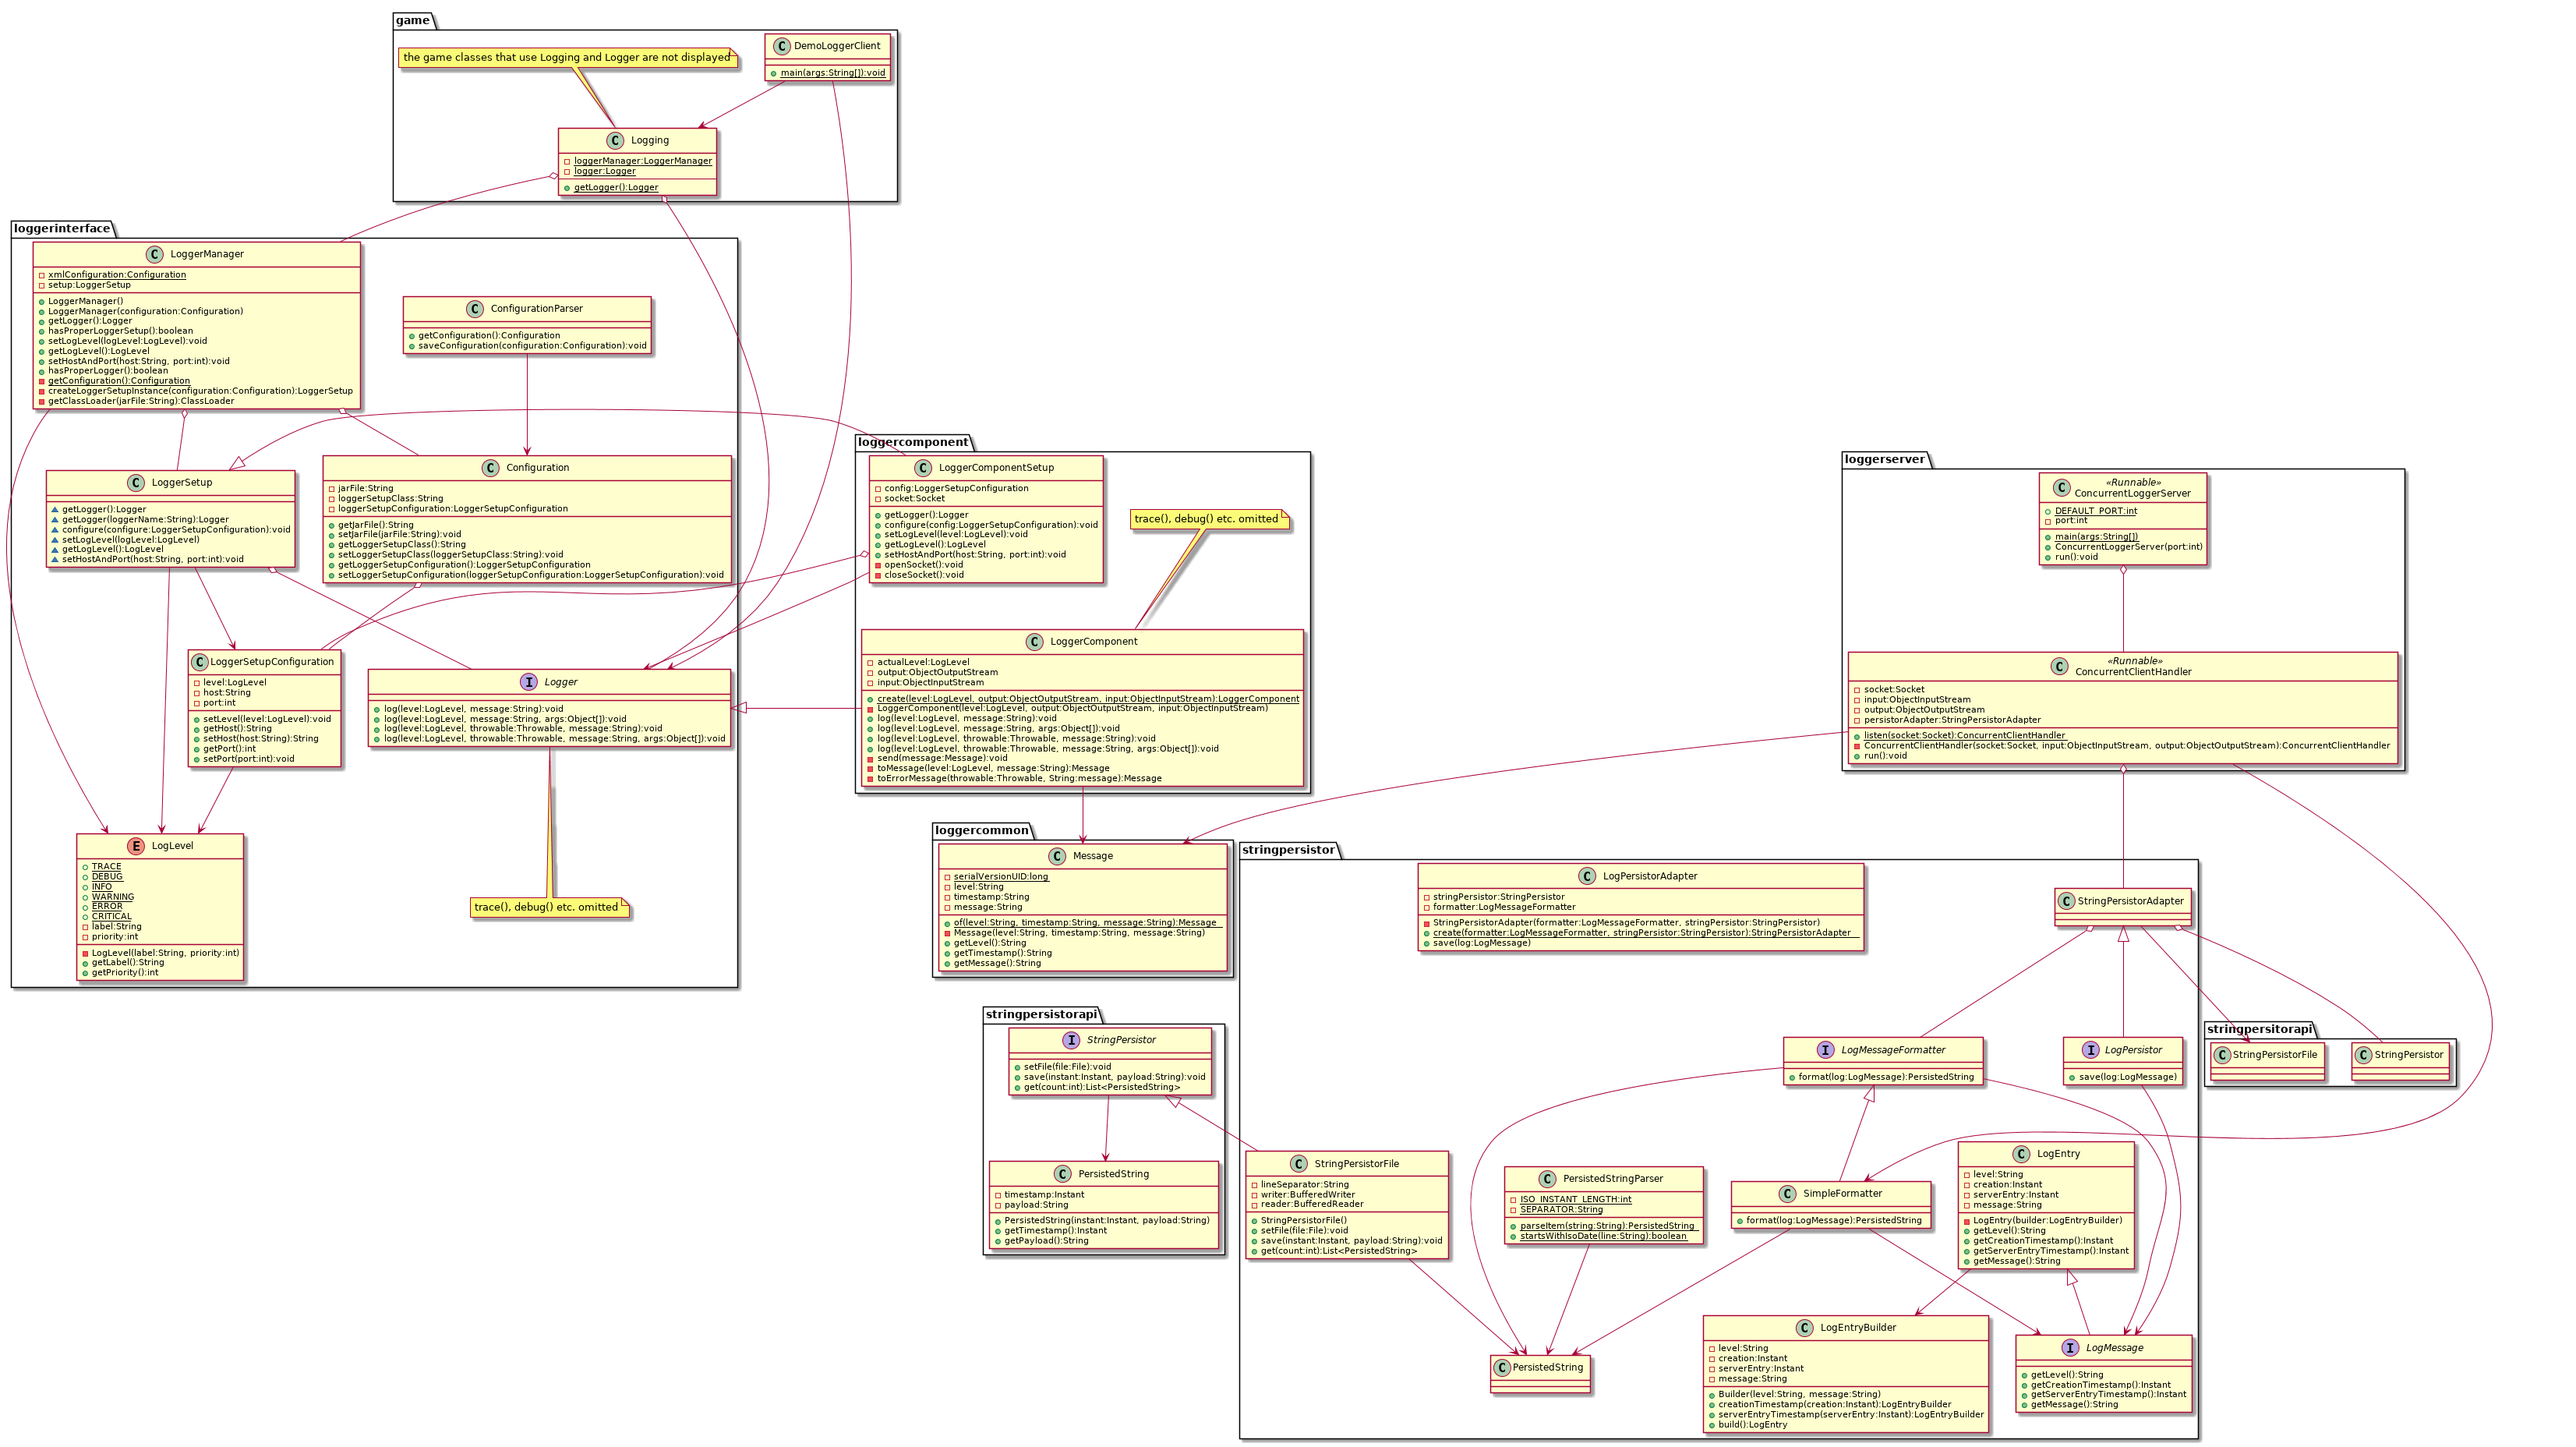 game
the game classes that use Logging and Logger are not displayed
DemoLoggerClient
main(args:String[]):void
Logging
loggerManager:LoggerManager
logger:Logger
getLogger():Logger
loggerinterface
LoggerManager
xmlConfiguration:Configuration
setup:LoggerSetup
LoggerManager()
LoggerManager(configuration:Configuration)
getLogger():Logger
hasProperLoggerSetup():boolean
setLogLevel(logLevel:LogLevel):void
getLogLevel():LogLevel
setHostAndPort(host:String, port:int):void
hasProperLogger():boolean
getConfiguration():Configuration
createLoggerSetupInstance(configuration:Configuration):LoggerSetup
getClassLoader(jarFile:String):ClassLoader
ConfigurationParser
getConfiguration():Configuration
saveConfiguration(configuration:Configuration):void
LoggerSetup
getLogger():Logger
getLogger(loggerName:String):Logger
configure(configure:LoggerSetupConfiguration):void
setLogLevel(logLevel:LogLevel)
getLogLevel():LogLevel
setHostAndPort(host:String, port:int):void
Configuration
jarFile:String
loggerSetupClass:String
loggerSetupConfiguration:LoggerSetupConfiguration
getJarFile():String
setJarFile(jarFile:String):void
getLoggerSetupClass():String
setLoggerSetupClass(loggerSetupClass:String):void
getLoggerSetupConfiguration():LoggerSetupConfiguration
setLoggerSetupConfiguration(loggerSetupConfiguration:LoggerSetupConfiguration):void
LoggerSetupConfiguration
level:LogLevel
host:String
port:int
setLevel(level:LogLevel):void
getHost():String
setHost(host:String):String
getPort():int
setPort(port:int):void
Logger
log(level:LogLevel, message:String):void
log(level:LogLevel, message:String, args:Object[]):void
log(level:LogLevel, throwable:Throwable, message:String):void
log(level:LogLevel, throwable:Throwable, message:String, args:Object[]):void
LogLevel
TRACE
DEBUG
INFO
WARNING
ERROR
CRITICAL
label:String
priority:int
LogLevel(label:String, priority:int)
getLabel():String
getPriority():int
trace(), debug() etc. omitted
loggercomponent
LoggerComponentSetup
config:LoggerSetupConfiguration
socket:Socket
getLogger():Logger
configure(config:LoggerSetupConfiguration):void
setLogLevel(level:LogLevel):void
getLogLevel():LogLevel
setHostAndPort(host:String, port:int):void
openSocket():void
closeSocket():void
trace(), debug() etc. omitted
LoggerComponent
actualLevel:LogLevel
output:ObjectOutputStream
input:ObjectInputStream
create(level:LogLevel, output:ObjectOutputStream, input:ObjectInputStream):LoggerComponent
LoggerComponent(level:LogLevel, output:ObjectOutputStream, input:ObjectInputStream)
log(level:LogLevel, message:String):void
log(level:LogLevel, message:String, args:Object[]):void
log(level:LogLevel, throwable:Throwable, message:String):void
log(level:LogLevel, throwable:Throwable, message:String, args:Object[]):void
send(message:Message):void
toMessage(level:LogLevel, message:String):Message
toErrorMessage(throwable:Throwable, String:message):Message
loggerserver
«Runnable»
ConcurrentLoggerServer
DEFAULT_PORT:int
port:int
main(args:String[])
ConcurrentLoggerServer(port:int)
run():void
«Runnable»
ConcurrentClientHandler
socket:Socket
input:ObjectInputStream
output:ObjectOutputStream
persistorAdapter:StringPersistorAdapter
listen(socket:Socket):ConcurrentClientHandler
ConcurrentClientHandler(socket:Socket, input:ObjectInputStream, output:ObjectOutputStream):ConcurrentClientHandler
run():void
loggercommon
Message
serialVersionUID:long
level:String
timestamp:String
message:String
of(level:String, timestamp:String, message:String):Message
Message(level:String, timestamp:String, message:String)
getLevel():String
getTimestamp():String
getMessage():String
stringpersistor
LogPersistorAdapter
stringPersistor:StringPersistor
formatter:LogMessageFormatter
StringPersistorAdapter(formatter:LogMessageFormatter, stringPersistor:StringPersistor)
create(formatter:LogMessageFormatter, stringPersistor:StringPersistor):StringPersistorAdapter
save(log:LogMessage)
StringPersistorAdapter
stringpersistorapi
StringPersistor
setFile(file:File):void
save(instant:Instant, payload:String):void
get(count:int):List<PersistedString>
PersistedString
timestamp:Instant
payload:String
PersistedString(instant:Instant, payload:String)
getTimestamp():Instant
getPayload():String
LogMessageFormatter
format(log:LogMessage):PersistedString
LogPersistor
save(log:LogMessage)
stringpersitorapi
StringPersistorFile
StringPersistor
StringPersistorFile
lineSeparator:String
writer:BufferedWriter
reader:BufferedReader
StringPersistorFile()
setFile(file:File):void
save(instant:Instant, payload:String):void
get(count:int):List<PersistedString>
PersistedStringParser
ISO_INSTANT_LENGTH:int
SEPARATOR:String
parseItem(string:String):PersistedString
startsWithIsoDate(line:String):boolean
SimpleFormatter
format(log:LogMessage):PersistedString
LogEntry
level:String
creation:Instant
serverEntry:Instant
message:String
LogEntry(builder:LogEntryBuilder)
getLevel():String
getCreationTimestamp():Instant
getServerEntryTimestamp():Instant
getMessage():String
PersistedString
LogEntryBuilder
level:String
creation:Instant
serverEntry:Instant
message:String
Builder(level:String, message:String)
creationTimestamp(creation:Instant):LogEntryBuilder
serverEntryTimestamp(serverEntry:Instant):LogEntryBuilder
build():LogEntry
LogMessage
getLevel():String
getCreationTimestamp():Instant
getServerEntryTimestamp():Instant
getMessage():String